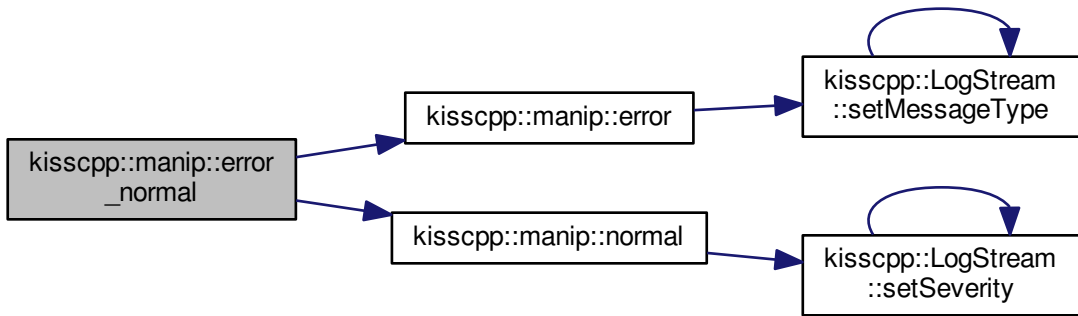 kisscpp::manip::error
_normal
kisscpp::manip::error
kisscpp::LogStream
::setMessageType
kisscpp::manip::normal
kisscpp::LogStream
::setSeverity